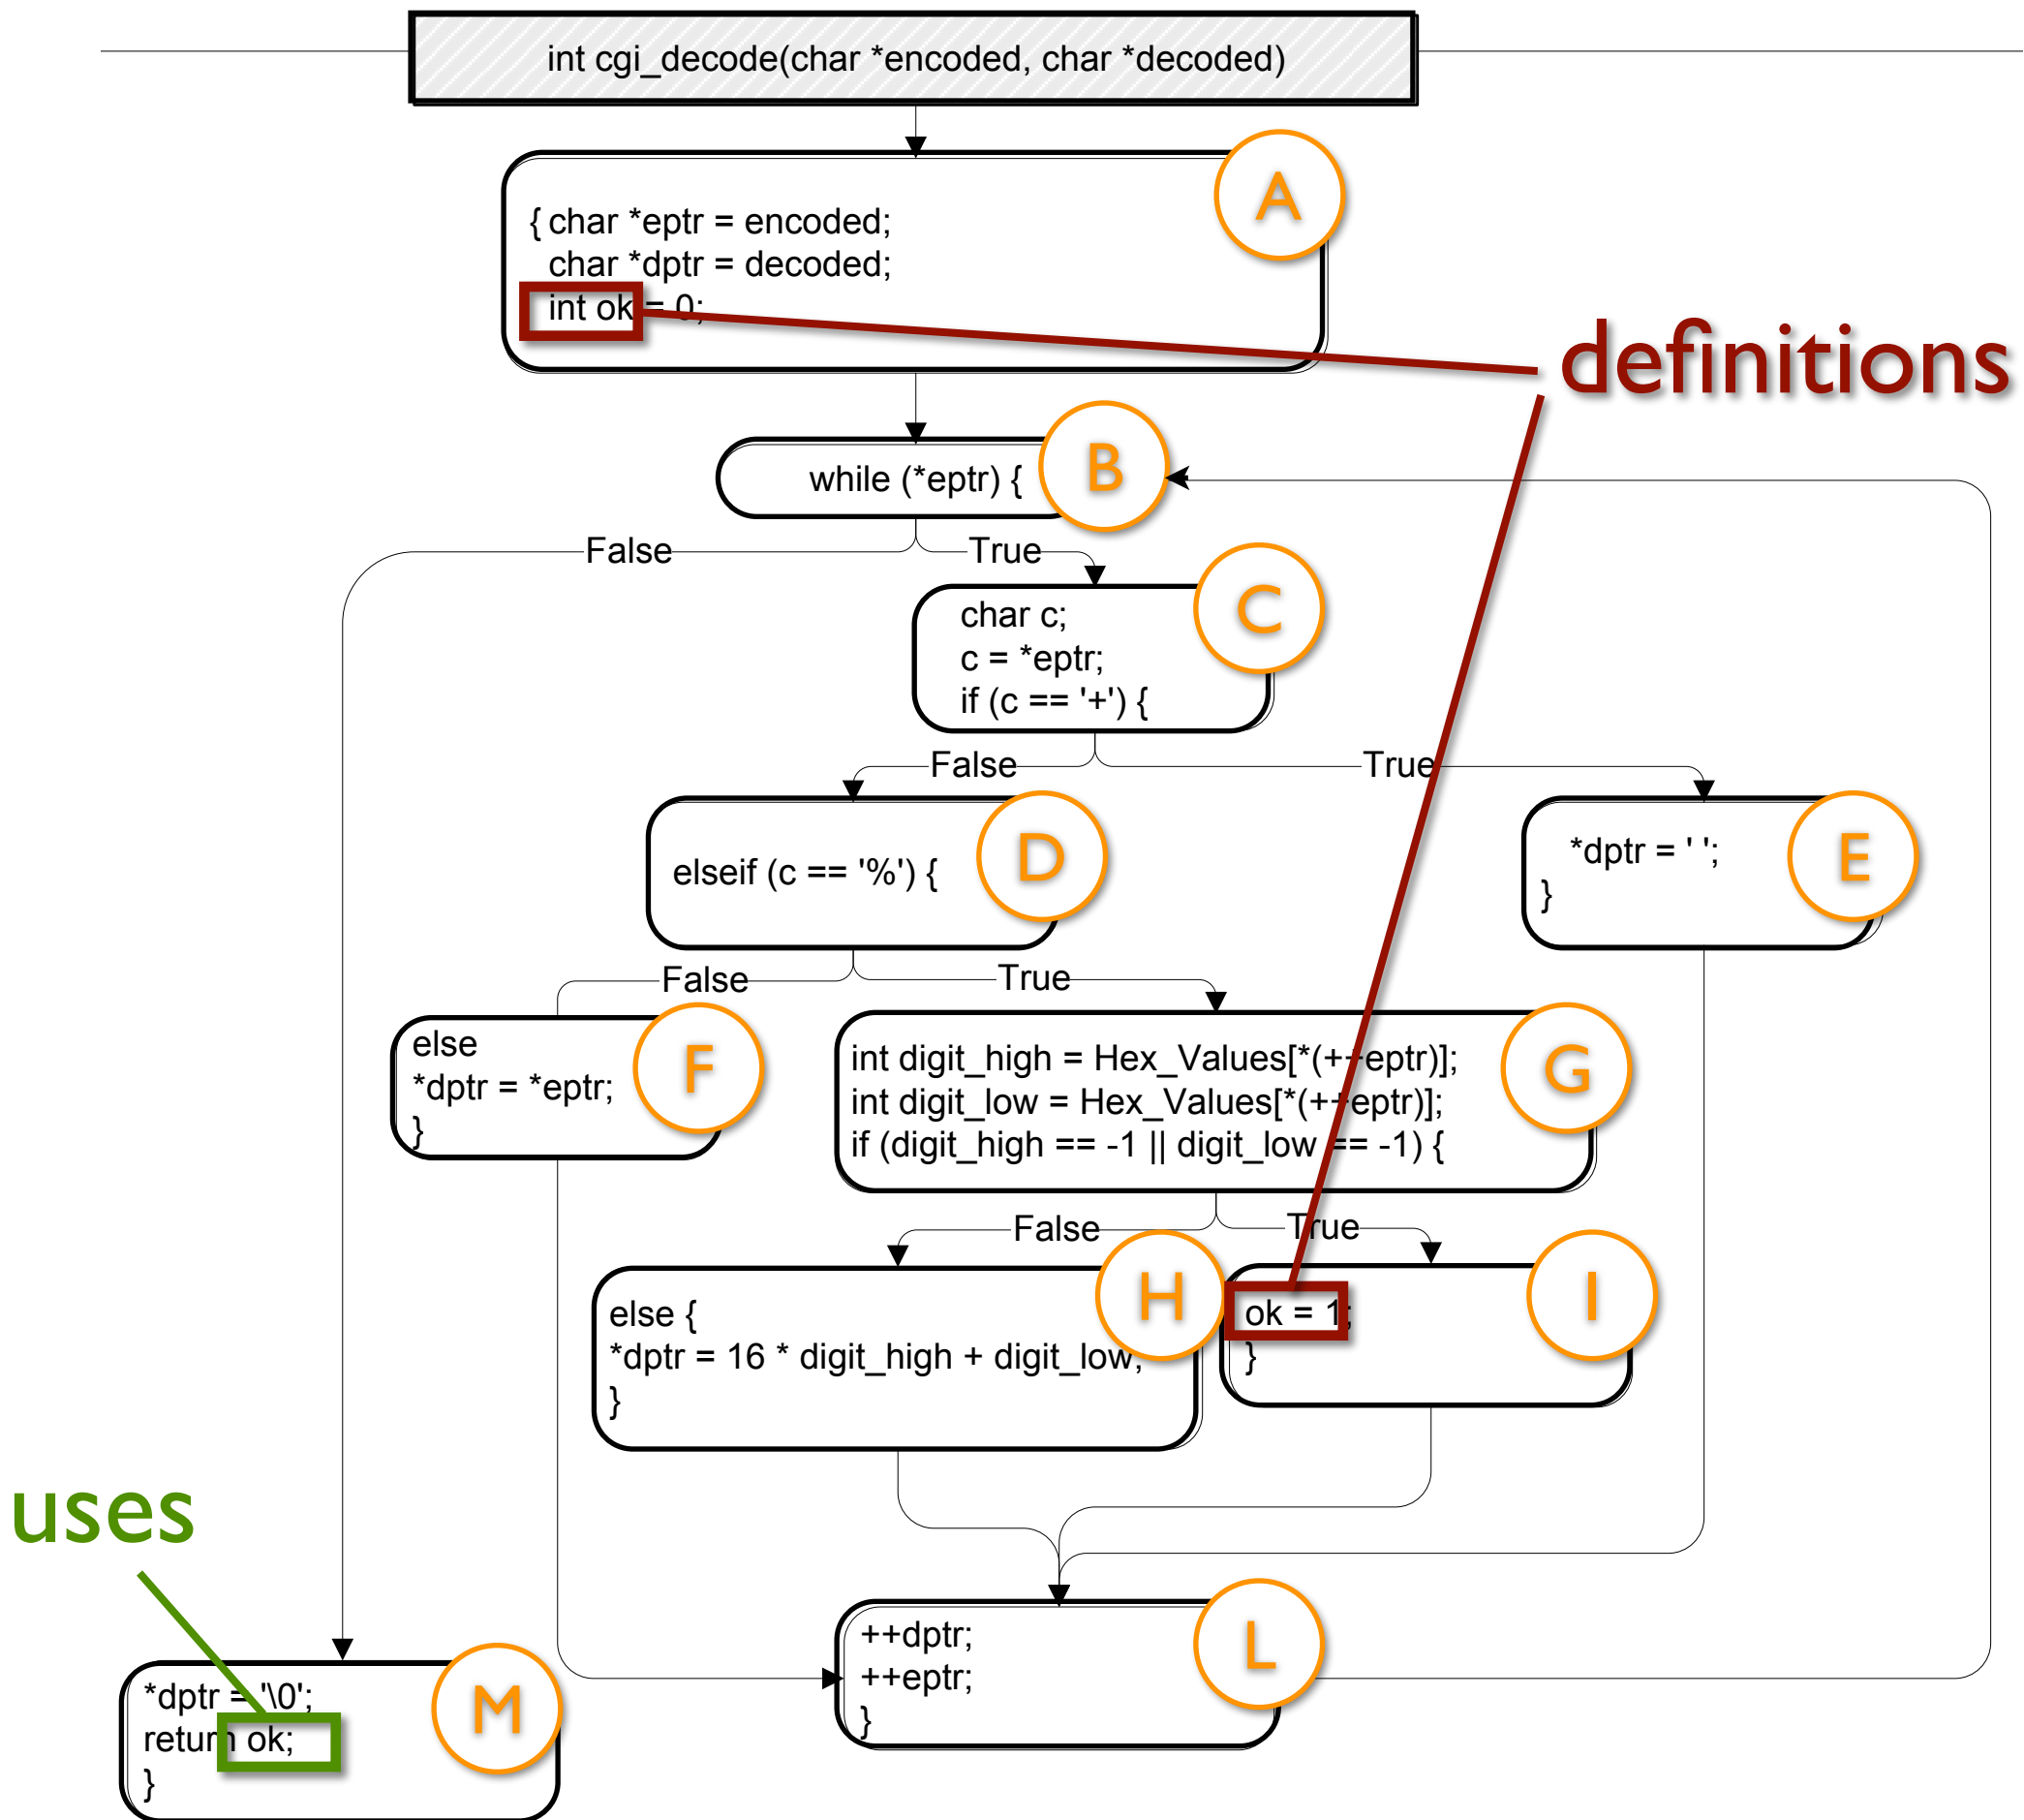 int cgi_decode(char *encoded, char *decoded)
A
{ char *eptr = encoded;
char *dptr = decoded;
int ok = 0;
definitions
B
while (*eptr) {
False
True
C
char c;
c = *eptr;
if (c == '+') {
False
True
D
elseif (c == '%') {
E
*dptr = ' ';
}
False
True
F
else
*dptr = *eptr;
}
G
int digit_high = Hex_Values[*(++eptr)];
int digit_low = Hex_Values[*(++eptr)];
if (digit_high == -1 || digit_low == -1) {
False
True
H
else {
*dptr = 16 * digit_high + digit_low;
}
I
ok = 1;
}
uses
L
++dptr;
++eptr;
}
M
*dptr = '\0';
return ok;
}